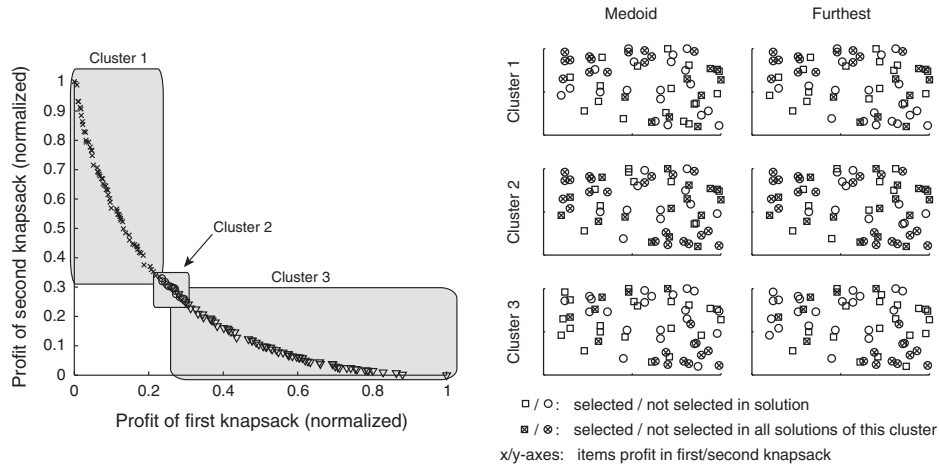 Cluster 1
Cluster 2
Cluster 3
1
0.9
0.8
0.7
0.6
0.5
0.4
0.3
0.2
0.1
0
0 0.2 0.4 0.6 0.8 1
Profit of second knapsack (normalized)
Profit of first knapsack (normalized)
Medoid Furthest
Cluster 1
Cluster 2
Cluster 3
/ : selected / not selected in solution
/ : selected / not selected in all solutions of this cluster
x/y-axes: items profit in first/second knapsack